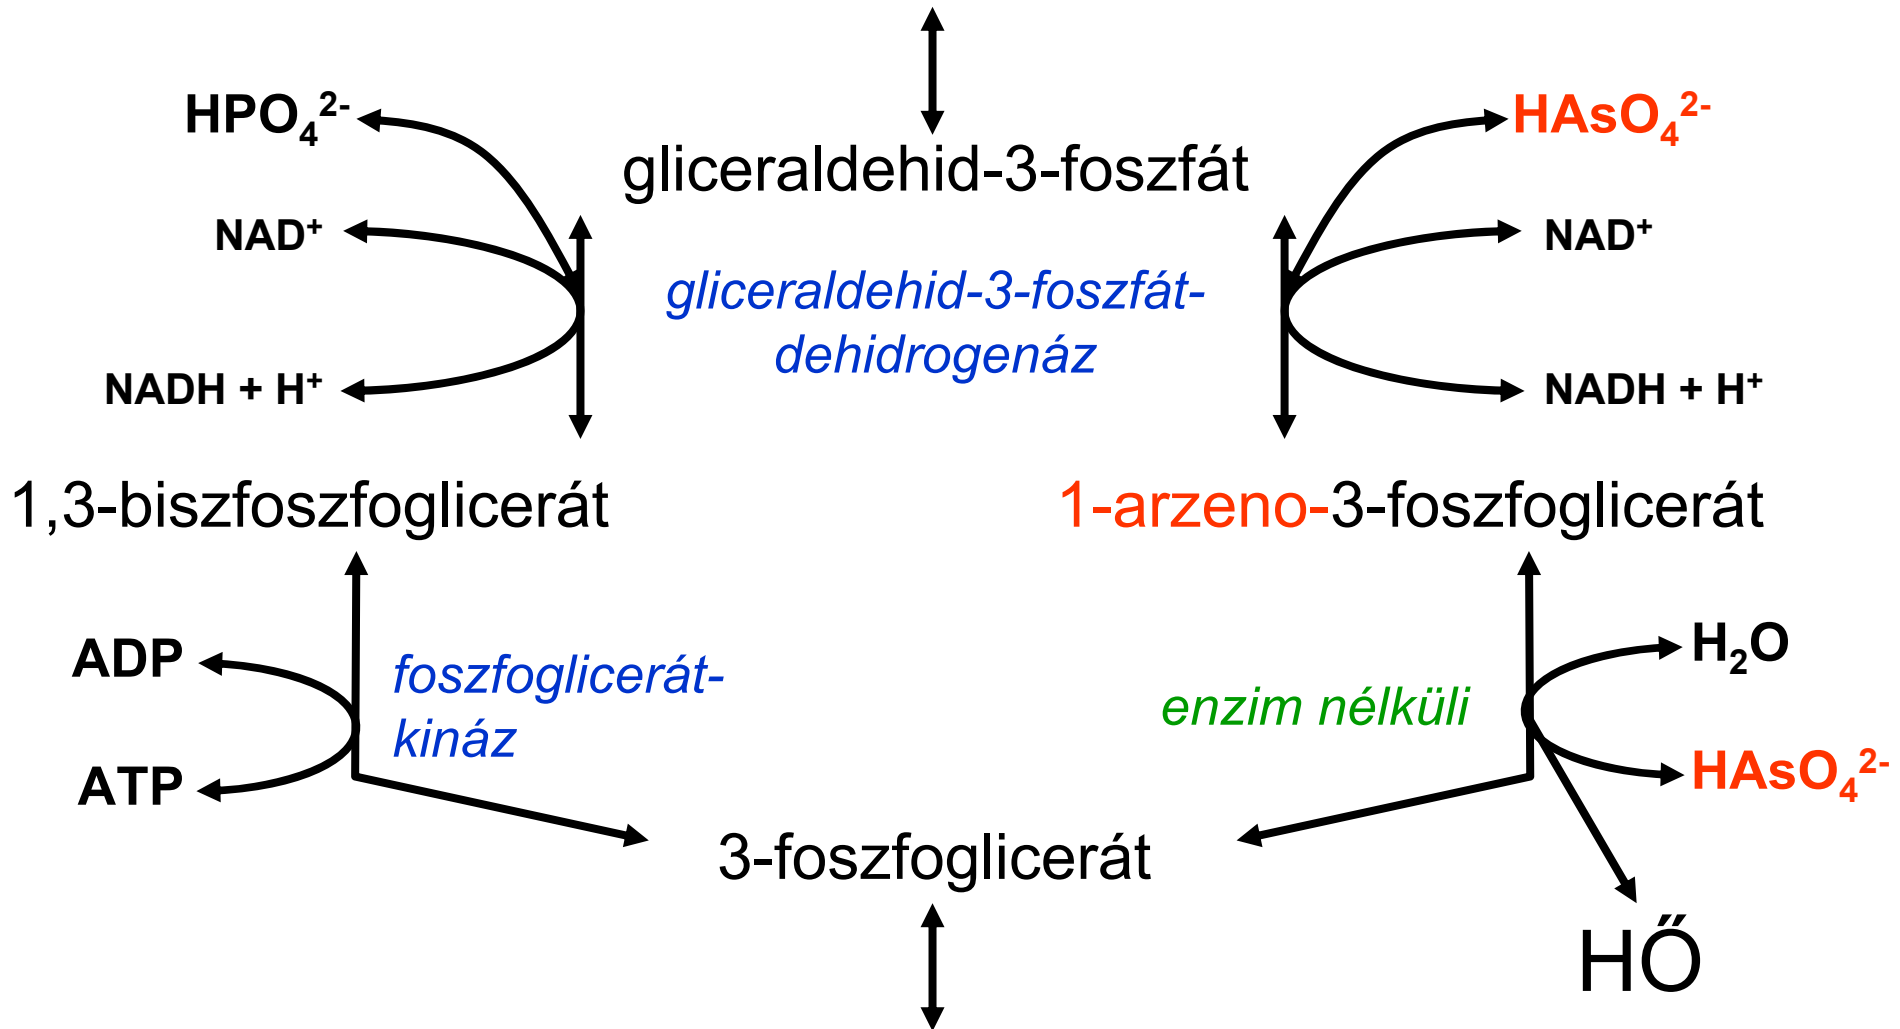 HPO₄²⁻
HAsO₄²⁻
gliceraldehid-3-foszfát
NAD⁺
NAD⁺
gliceraldehid-3-foszfát-
dehidrogenáz
NADH + H⁺
NADH + H⁺
1,3-biszfoszfoglicerát
1-arzeno-3-foszfoglicerát
ADP
foszfoglicerát-
kináz
ATP
enzim nélküli
H₂O
HAsO₄²⁻
3-foszfoglicerát
HŐ